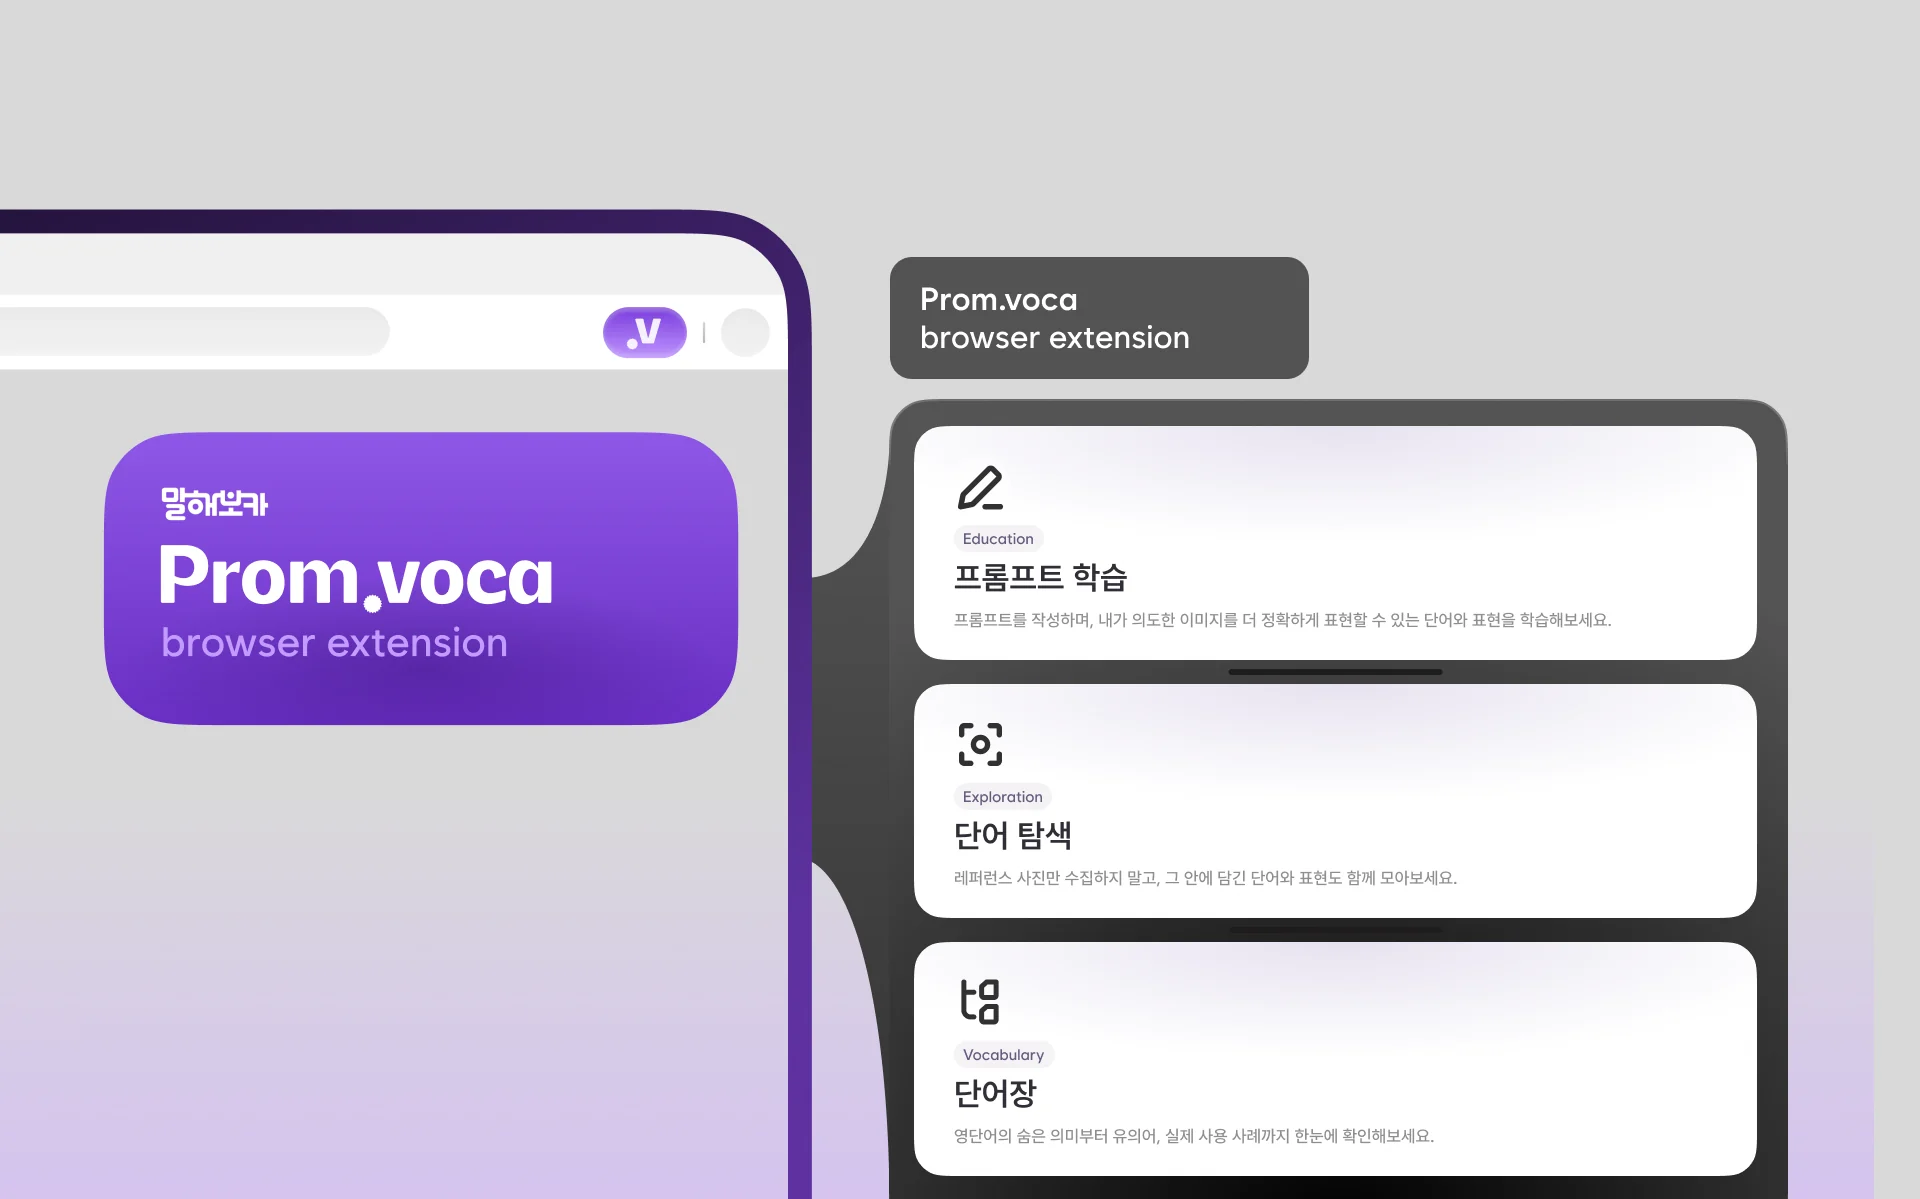 .V
말해보카
Prom.voca
browser extension
Prom.voca
browser extension
Education
프롬프트 학습
프롬프트를 작성하며, 내가 의도한 이미지를 더 정확하게 표현할 수 있는 단어와 표현을 학습해보세요.
Exploration
단어 탐색
레퍼런스 사진만 수집하지 말고, 그 안에 담긴 단어와 표현도 함께 모아보세요.
Vocabulary
단어장
영단어의 숨은 의미부터 유의어, 실제 사용 사례까지 한눈에 확인해보세요.